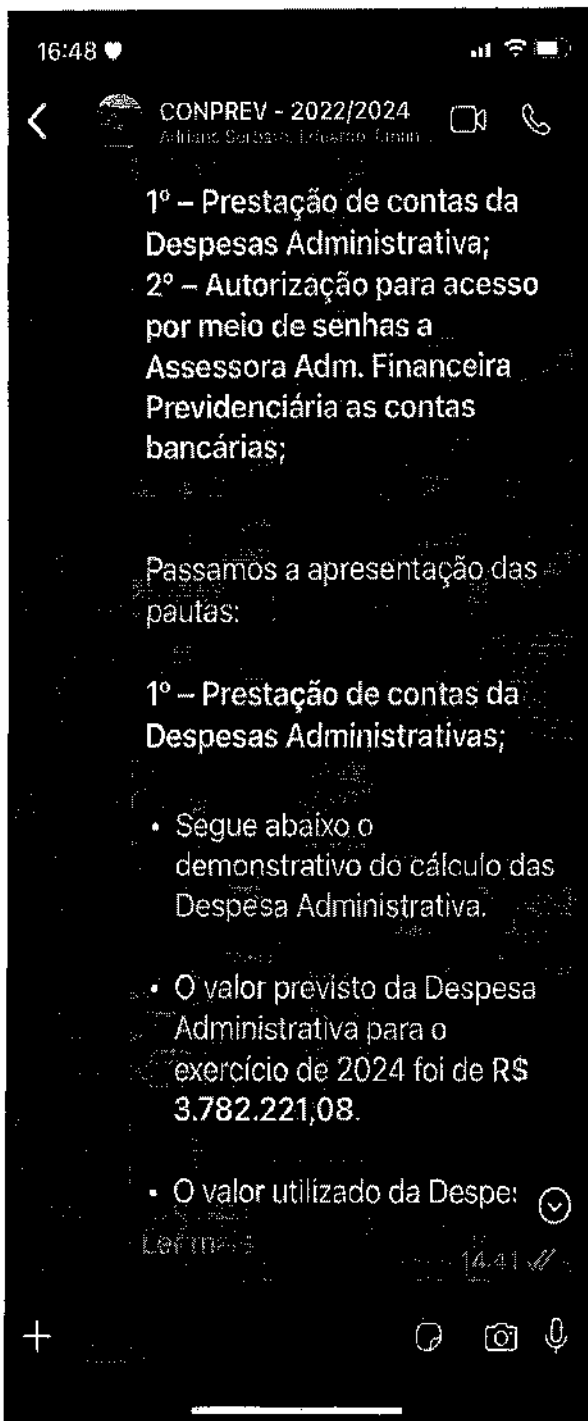 16:48
CONPREV - 2022/2024
1º – Prestação de contas da
Despesas Administrativa;
2º – Autorização para acesso
por meio de senhas a
Assessora Adm. Financeira
Previdenciária as contas
bancárias;
Passamos a apresentação das
pautas:
1º – Prestação de contas da
Despesas Administrativas;
• Segue abaixo o
demonstrativo do cálculo das
Despesa Administrativa.
• O valor previsto da Despesa
Administrativa para o
exercício de 2024 foi de R$
3.782.221,08.
• O valor utilizado da Despe
Ler mais
14:41